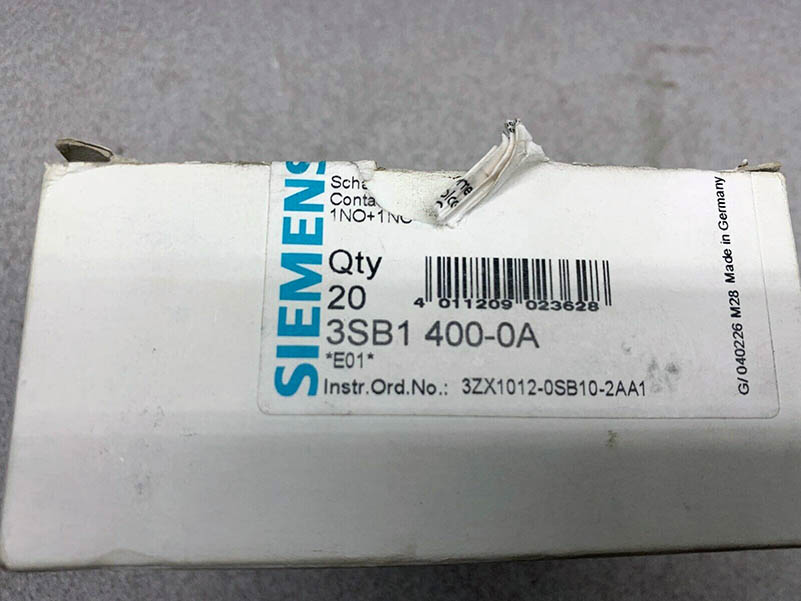 SIEMENS
Scha
Conta
1NO+1NO
Qty
20
4 011209 023628
3SB1 400-0A
*E01*
Instr.Ord.No.: 3ZX1012-0SB10-2AA1
G/ 040226 M28 Made in Germany